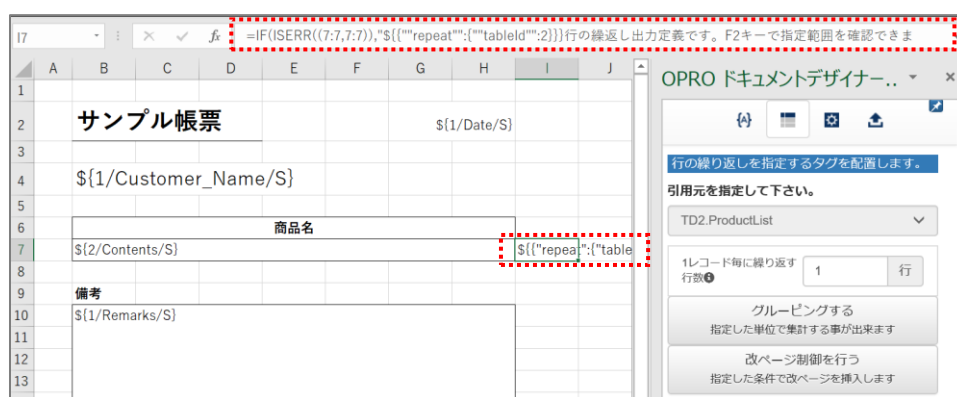 I7 fx =IF(ISERR((7:7,7:7)),"${{""repeat"":{""tableId"":2}}}行の繰返し出力定義です。F2キーで指定範囲を確認できま
A B C D E F G H I J
OPRO ドキュメントデザイナー..
1
2 サンプル帳票 ${1/Date/S}
{A}
3
行の繰り返しを指定するタグを配置します。
4 ${1/Customer_Name/S}
引用元を指定して下さい。
5
TD2.ProductList
6 商品名
7 ${2/Contents/S} ${{"repeat":{"table
1レコード毎に繰り返す
行数 1 行
8
9 備考
グルーピングする
10 ${1/Remarks/S}
指定した単位で集計する事が出来ます
11
12
改ページ制御を行う
13
指定した条件で改ページを挿入します